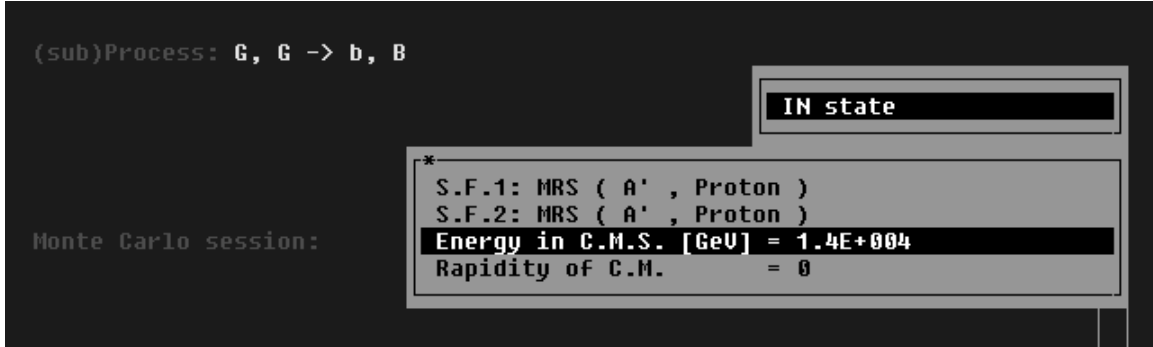 (sub)Process: G, G -> b, B
IN state
*
S.F.1: MRS ( A' , Proton )
S.F.2: MRS ( A' , Proton )
Monte Carlo session:
Energy in C.M.S. [GeV] = 1.4E+004
Rapidity of C.M. = 0